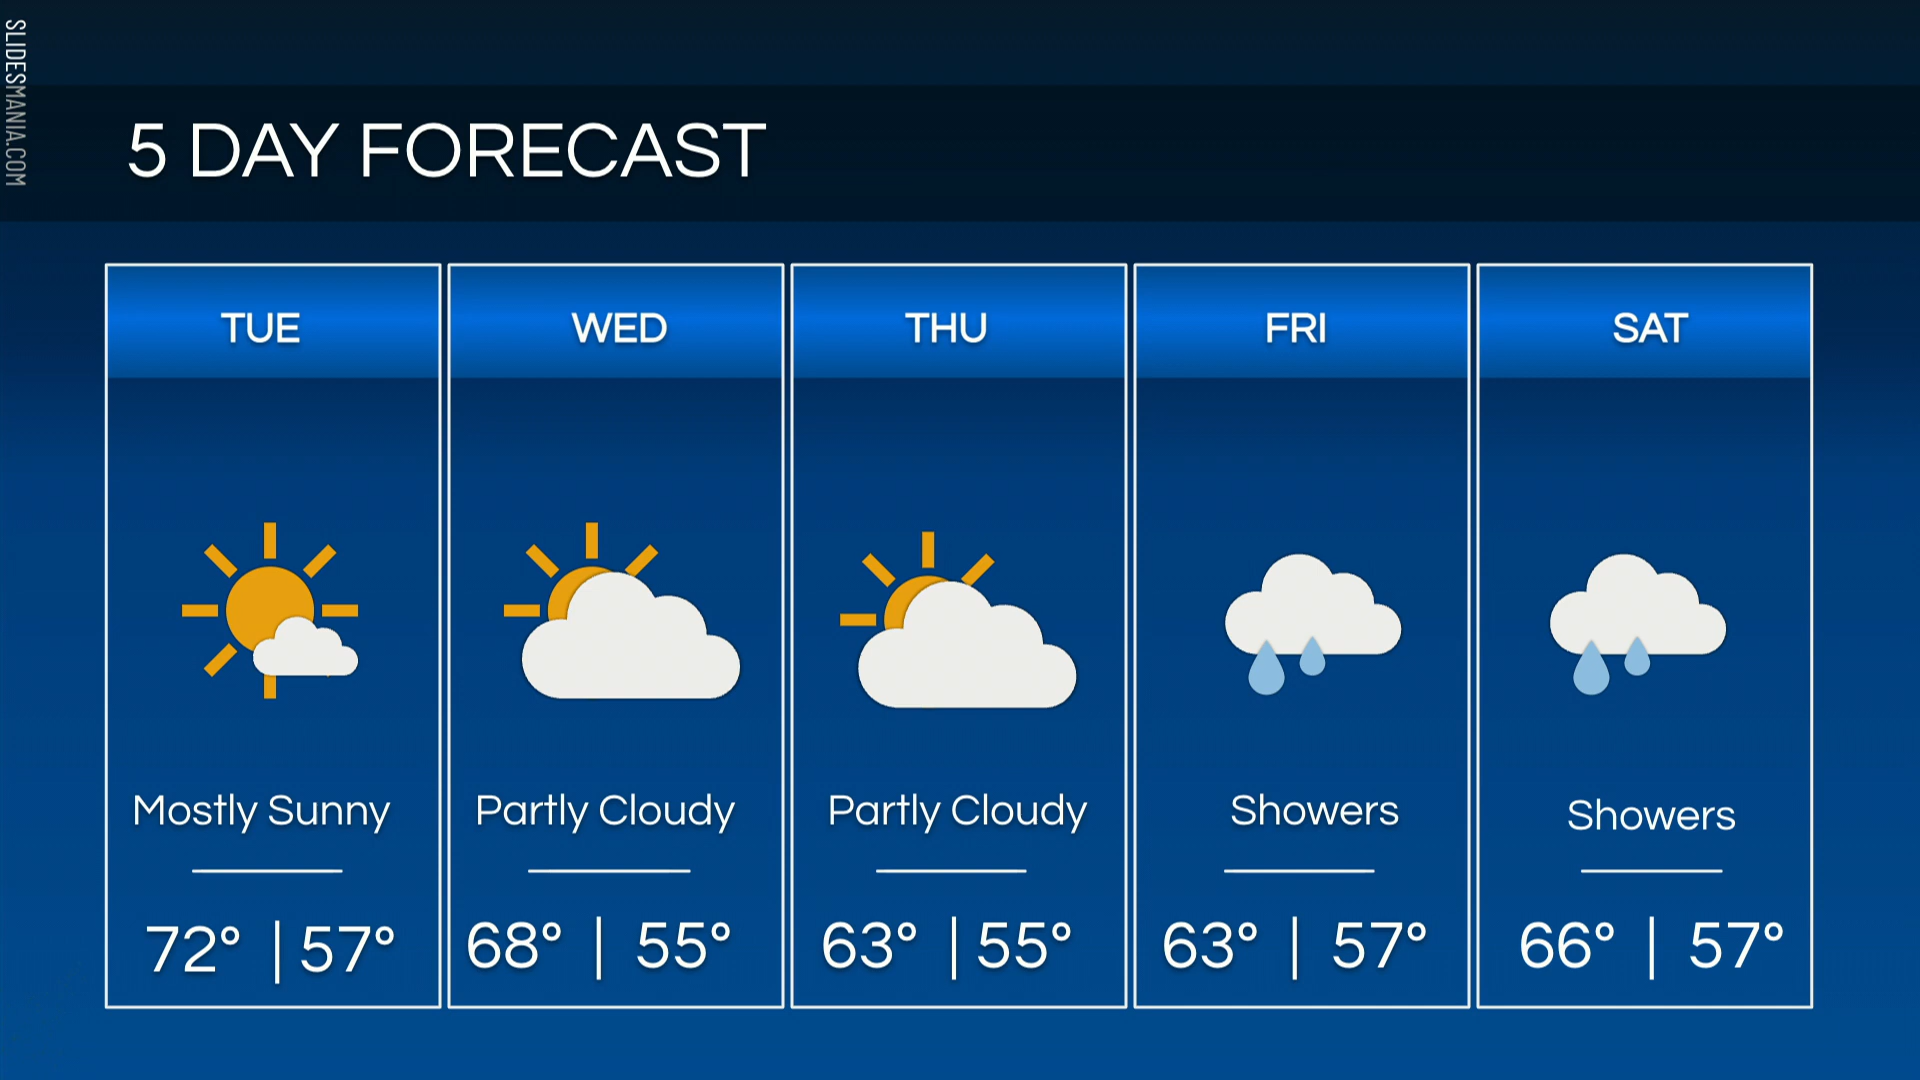 SLIDESMANIA.COM
5 DAY FORECAST
TUE
Mostly Sunny
72° | 57°
WED
Partly Cloudy
68° | 55°
THU
Partly Cloudy
63° | 55°
FRI
Showers
63° | 57°
SAT
Showers
66° | 57°